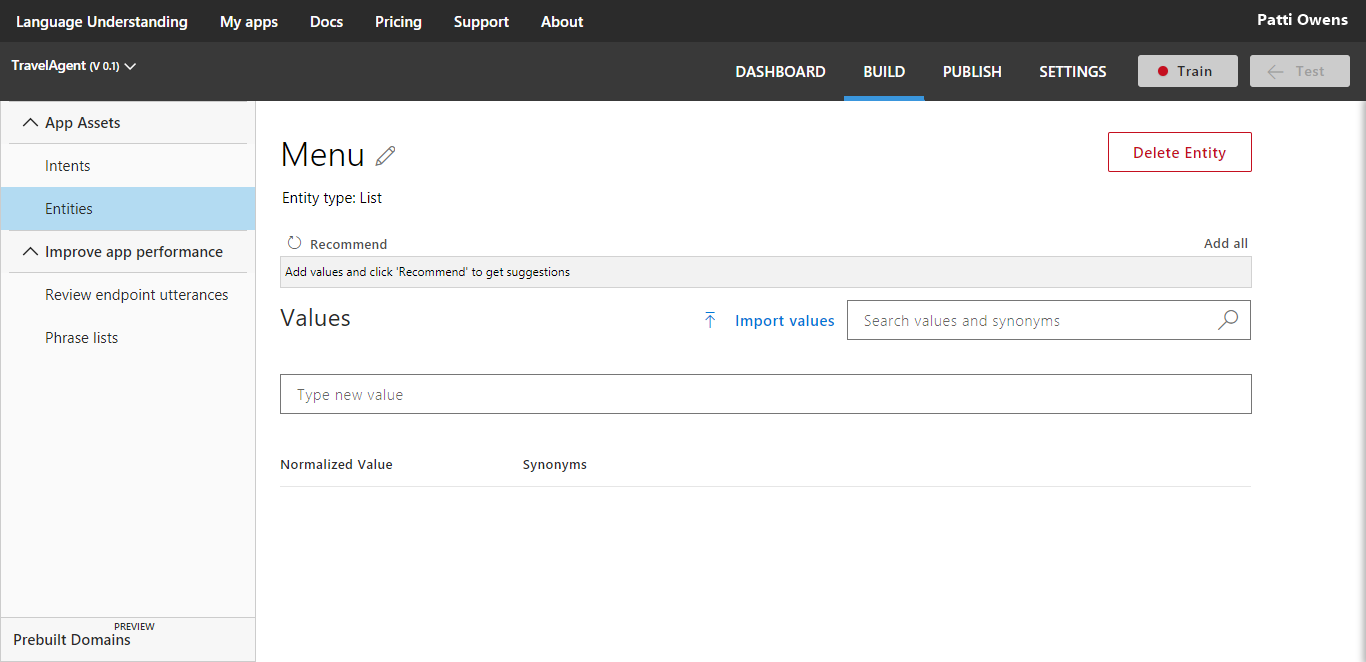 Language Understanding My apps Docs Pricing Support About Patti Owens
TravelAgent (V 0.1) DASHBOARD BUILD PUBLISH SETTINGS Train Test
App Assets
Intents
Entities
Improve app performance
Review endpoint utterances
Phrase lists
PREVIEW
Prebuilt Domains
Menu Delete Entity
Entity type: List
Recommend Add all
Add values and click 'Recommend' to get suggestions
Values Import values Search values and synonyms
Type new value
Normalized Value Synonyms